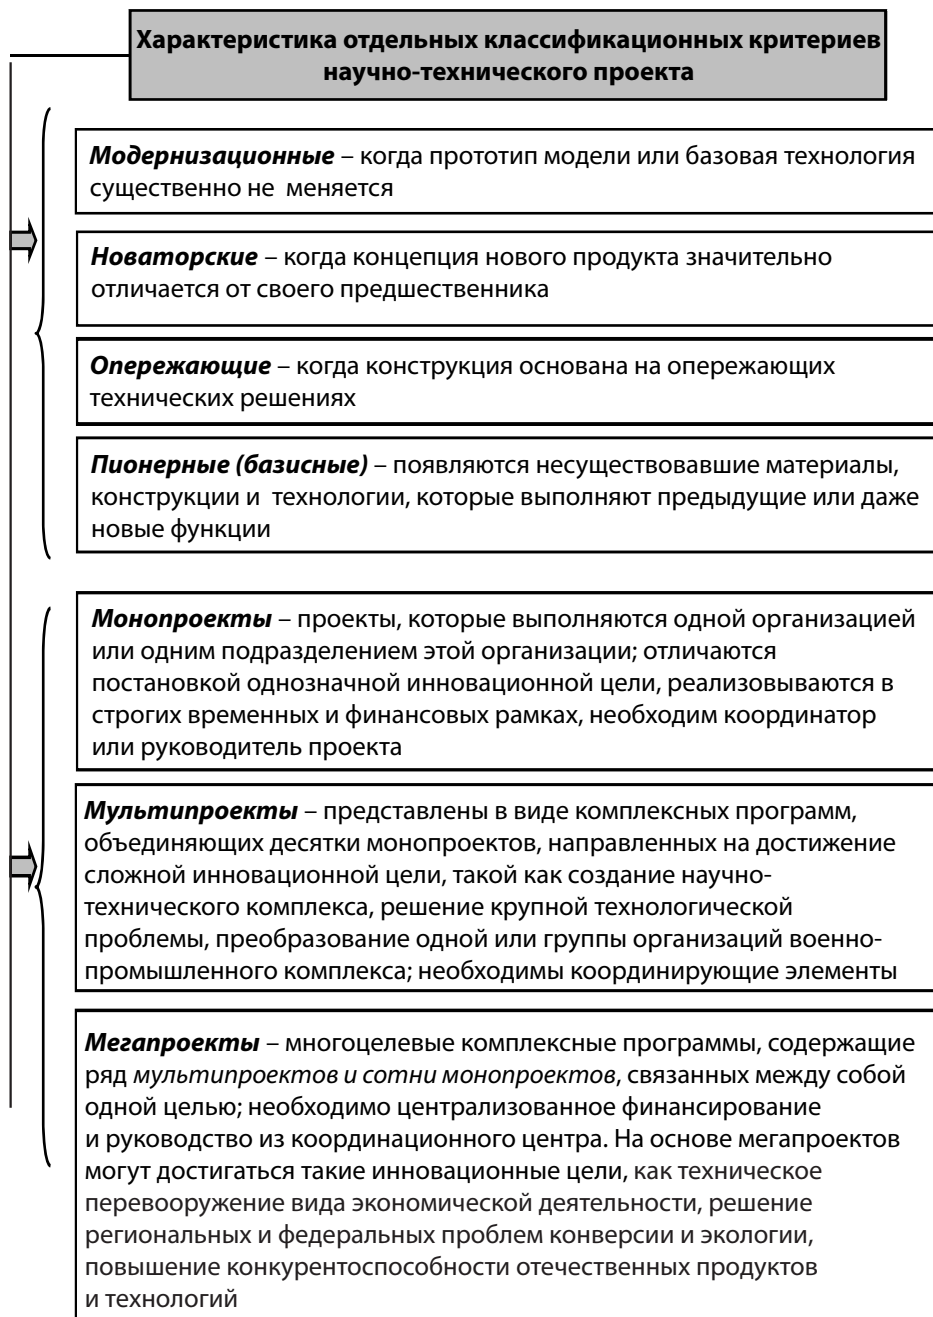 Характеристика отдельных классификационных критериев
научно-технического проекта
Модернизационные – когда прототип модели или базовая технология
существенно не меняется
Новаторские – когда концепция нового продукта значительно
отличается от своего предшественника
Опережающие – когда конструкция основана на опережающих
технических решениях
Пионерные (базисные) – появляются несуществовавшие материалы,
конструкции и технологии, которые выполняют предыдущие или даже
новые функции
Монопроекты – проекты, которые выполняются одной организацией
или одним подразделением этой организации; отличаются
постановкой однозначной инновационной цели, реализовываются в
строгих временных и финансовых рамках, необходим координатор
или руководитель проекта
Мультипроекты – представлены в виде комплексных программ,
объединяющих десятки монопроектов, направленных на достижение
сложной инновационной цели, такой как создание научно-
технического комплекса, решение крупной технологической
проблемы, преобразование одной или группы организаций военно-
промышленного комплекса; необходимы координирующие элементы
Мегапроекты – многоцелевые комплексные программы, содержащие
ряд мультипроектов и сотни монопроектов, связанных между собой
одной целью; необходимо централизованное финансирование
и руководство из координационного центра. На основе мегапроектов
могут достигаться такие инновационные цели, как техническое
перевооружение вида экономической деятельности, решение
региональных и федеральных проблем конверсии и экологии,
повышение конкурентоспособности отечественных продуктов
и технологий